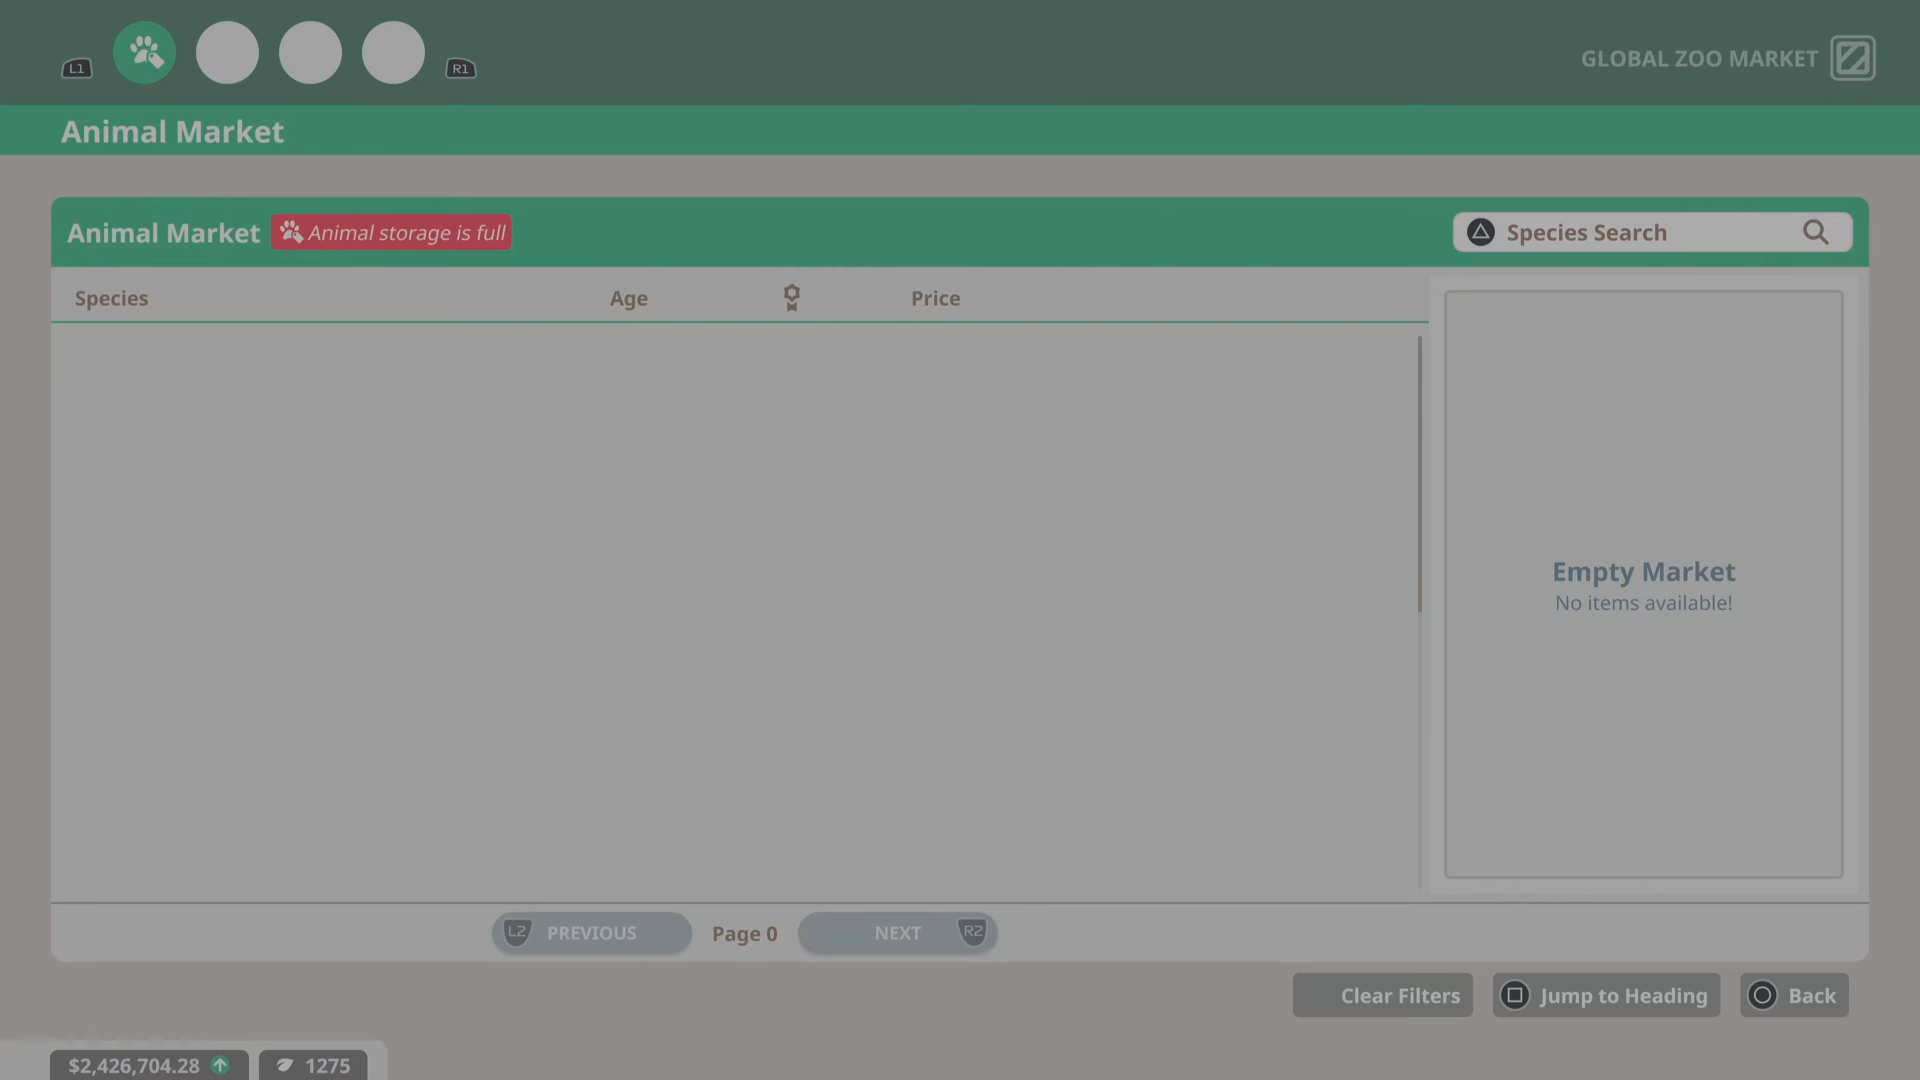 L1
R1
GLOBAL ZOO MARKET
Animal Market
Animal Market
Animal storage is full
Species Search
Species
Age
Price
Empty Market
No items available!
L2 PREVIOUS
Page 0
NEXT R2
Clear Filters
Jump to Heading
Back
$2,426,704.28
1275